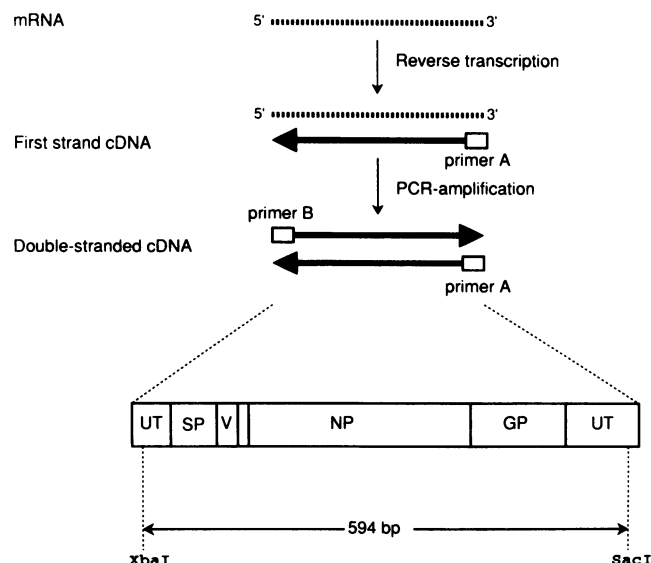 mRNA
5' 3'
Reverse transcription
5' 3'
First strand cDNA
primer A
PCR-amplification
primer B
Double-stranded cDNA
primer A
UT SP V NP GP UT
594 bp
XbaI SacI